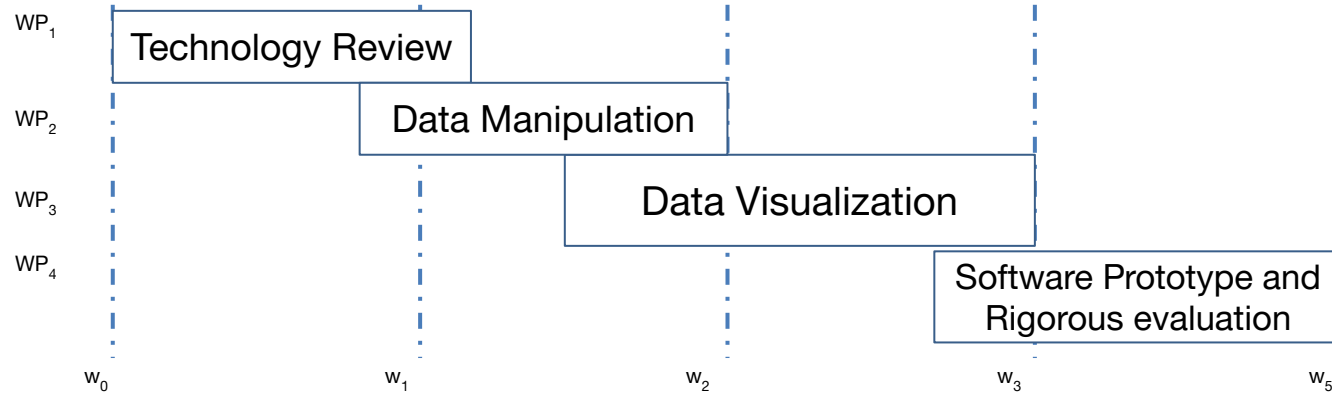 WP₁
Technology Review
WP₂
Data Manipulation
WP₃
Data Visualization
WP₄
Software Prototype and
Rigorous evaluation
w₀ w₁ w₂ w₃ w₅